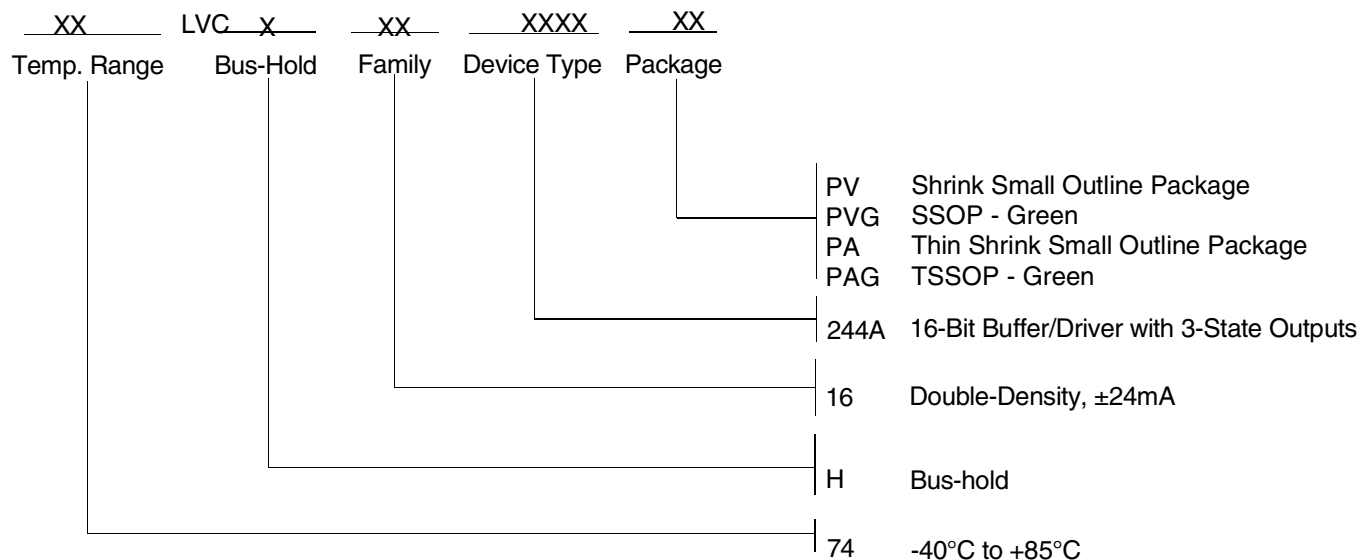 XX LVC X XX XXXX XX
Temp. Range Bus-Hold Family Device Type Package
PV Shrink Small Outline Package
PVG SSOP - Green
PA Thin Shrink Small Outline Package
PAG TSSOP - Green
244A 16-Bit Buffer/Driver with 3-State Outputs
16 Double-Density, ±24mA
H Bus-hold
74 -40°C to +85°C